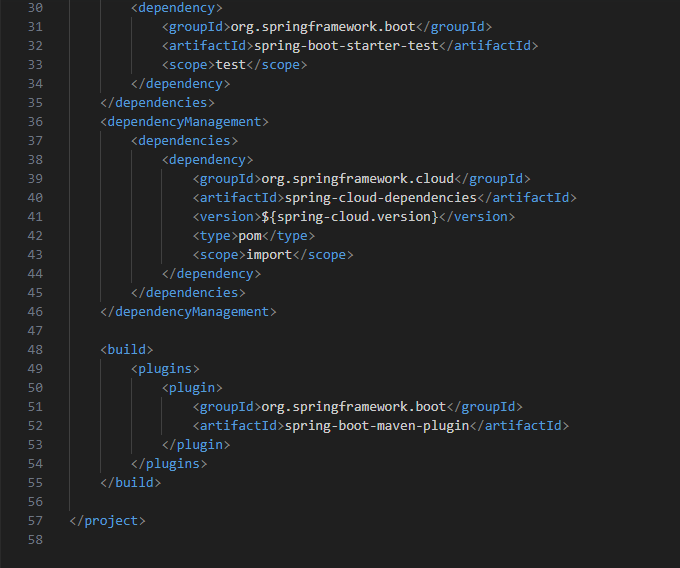 30 <dependency>
31 <groupId>org.springframework.boot</groupId>
32 <artifactId>spring-boot-starter-test</artifactId>
33 <scope>test</scope>
34 </dependency>
35 </dependencies>
36 <dependencyManagement>
37 <dependencies>
38 <dependency>
39 <groupId>org.springframework.cloud</groupId>
40 <artifactId>spring-cloud-dependencies</artifactId>
41 <version>${spring-cloud.version}</version>
42 <type>pom</type>
43 <scope>import</scope>
44 </dependency>
45 </dependencies>
46 </dependencyManagement>
47
48 <build>
49 <plugins>
50 <plugin>
51 <groupId>org.springframework.boot</groupId>
52 <artifactId>spring-boot-maven-plugin</artifactId>
53 </plugin>
54 </plugins>
55 </build>
56
57 </project>
58